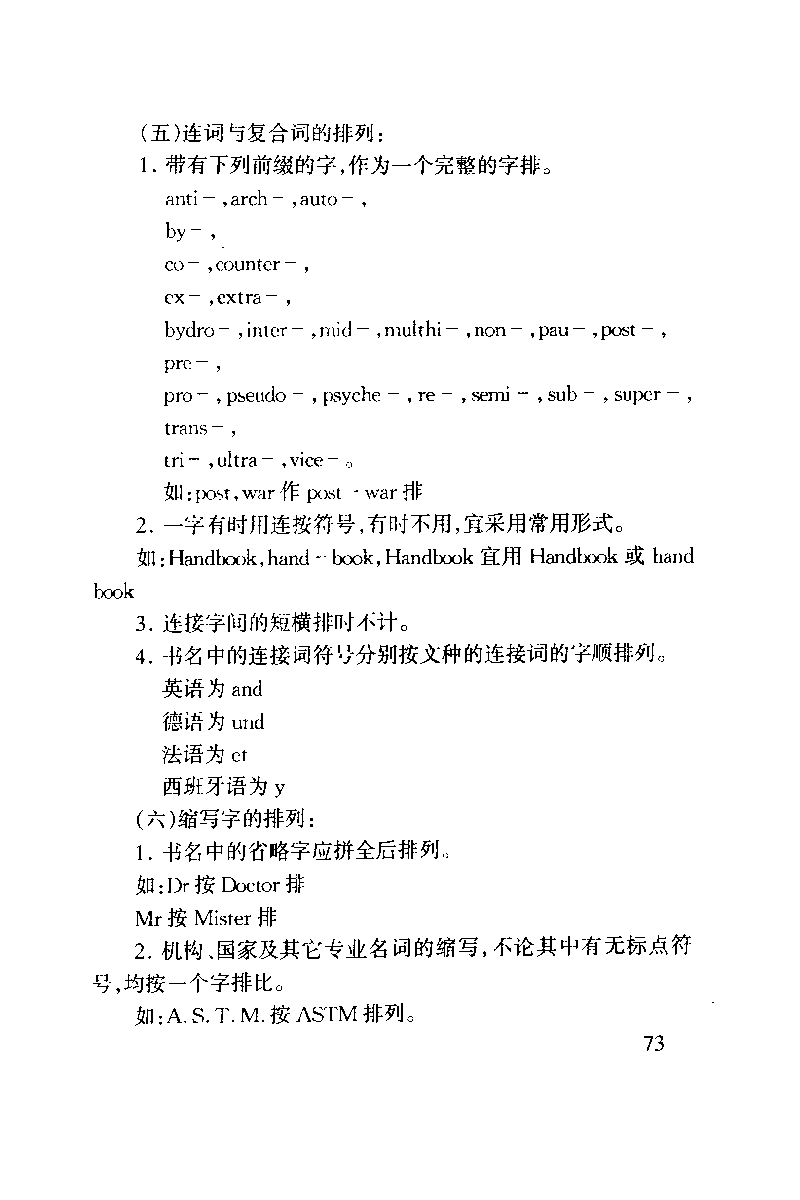 (五)连词与复合词的排列:
1. 带有下列前缀的字,作为一个完整的字排。
anti－,arch－,auto－,
by－,
co－,counter－,
ex－,extra－,
bydro－,inter－,mid－,multhi－,non－,pau－,post－,
pre－,
pro－,pseudo－,psyche－,re－,semi－,sub－,super－,
trans－,
tri－,ultra－,vice－。
如:post,war 作 post－war 排
2. 一字有时用连按符号,有时不用,宜采用常用形式。
如:Handbook,hand－book,Handbook 宜用 Handbook 或 hand
book
3. 连接字间的短横排时不计。
4. 书名中的连接词符号分别按文种的连接词的字顺排列。
英语为 and
德语为 und
法语为 et
西班牙语为 y
(六)缩写字的排列:
1. 书名中的省略字应拼全后排列。
如:Dr 按 Doctor 排
Mr 按 Mister 排
2. 机构、国家及其它专业名词的缩写,不论其中有无标点符
号,均按一个字排比。
如:A. S. T. M. 按 ASTM 排列。
73